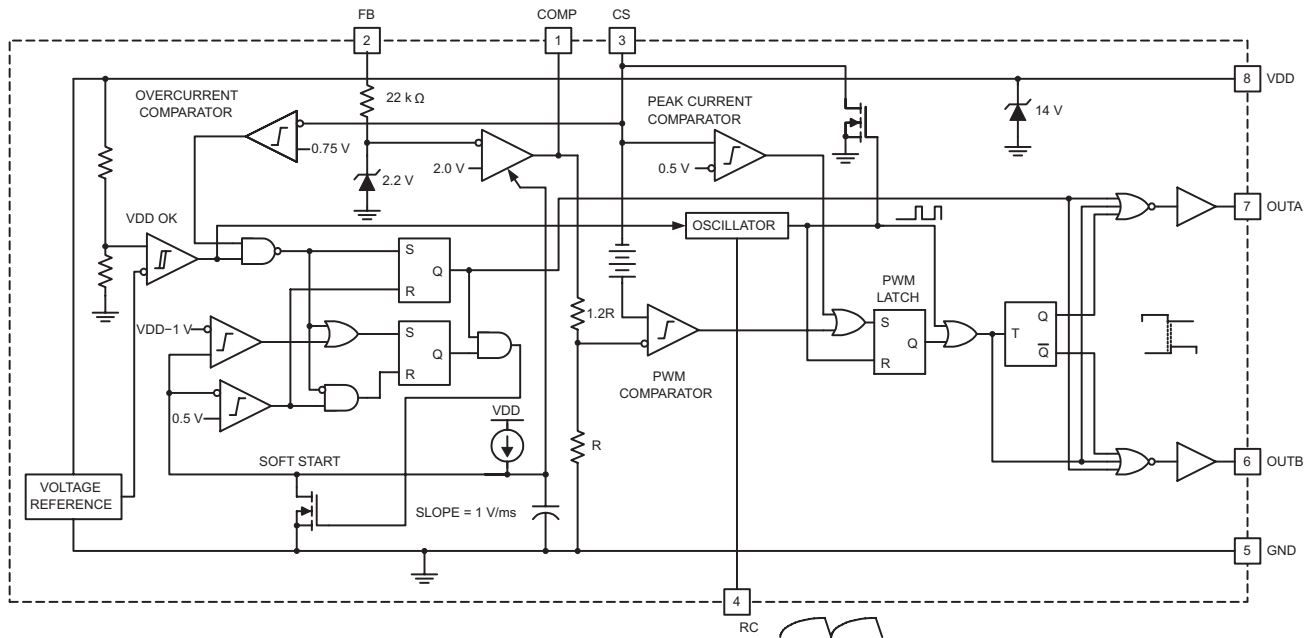 FB
COMP
CS
2
1
3
8
VDD
OVERCURRENT
COMPARATOR
22 k Ω
PEAK CURRENT
COMPARATOR
14 V
0.75 V
2.0 V
0.5 V
2.2 V
VDD OK
OSCILLATOR
7
OUTA
S
Q
R
PWM
LATCH
1.2R
VDD−1 V
S
Q
R
S
Q
R
T
Q
Q
PWM
COMPARATOR
0.5 V
VDD
R
SOFT START
6
OUTB
VOLTAGE
REFERENCE
SLOPE = 1 V/ms
5
GND
4
RC